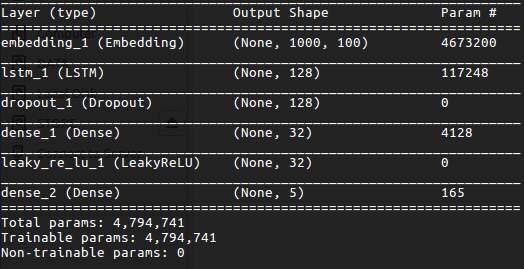 Layer (type) Output Shape Param #
embedding_1 (Embedding) (None, 1000, 100) 4673200
lstm_1 (LSTM) (None, 128) 117248
dropout_1 (Dropout) (None, 128) 0
dense_1 (Dense) (None, 32) 4128
leaky_re_lu_1 (LeakyReLU) (None, 32) 0
dense_2 (Dense) (None, 5) 165
Total params: 4,794,741
Trainable params: 4,794,741
Non-trainable params: 0